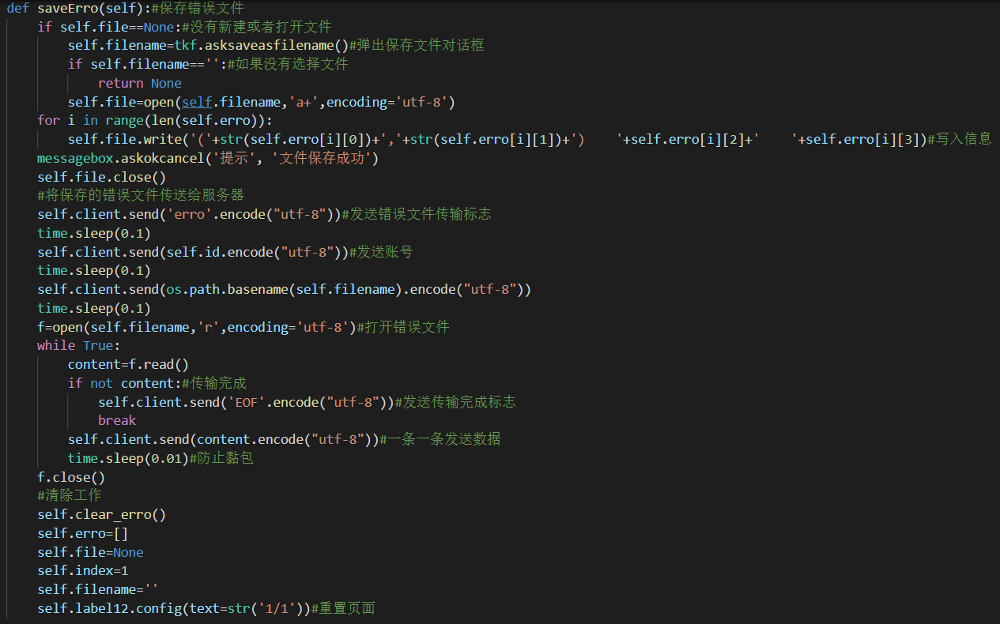 def saveErro(self):#保存错误文件
    if self.file==None:#没有新建或者打开文件
        self.filename=tkf.asksaveasfilename()#弹出保存文件对话框
        if self.filename=='':#如果没有选择文件
            return None
        self.file=open(self.filename,'a+',encoding='utf-8')
    for i in range(len(self.erro)):
        self.file.write('('+str(self.erro[i][0])+','+str(self.erro[i][1])+')    '+self.erro[i][2]+'    '+self.erro[i][3])#写入信息
    messagebox.askokcancel('提示', '文件保存成功')
    self.file.close()
    #将保存的错误文件传送给服务器
    self.client.send('erro'.encode("utf-8"))#发送错误文件传输标志
    time.sleep(0.1)
    self.client.send(self.id.encode("utf-8"))#发送账号
    time.sleep(0.1)
    self.client.send(os.path.basename(self.filename).encode("utf-8"))
    time.sleep(0.1)
    f=open(self.filename,'r',encoding='utf-8')#打开错误文件
    while True:
        content=f.read()
        if not content:#传输完成
            self.client.send('EOF'.encode("utf-8"))#发送传输完成标志
            break
        self.client.send(content.encode("utf-8"))#一条一条发送数据
        time.sleep(0.01)#防止黏包
    f.close()
    #清除工作
    self.clear_erro()
    self.erro=[]
    self.file=None
    self.index=1
    self.filename=''
    self.label12.config(text=str('1/1'))#重置页面